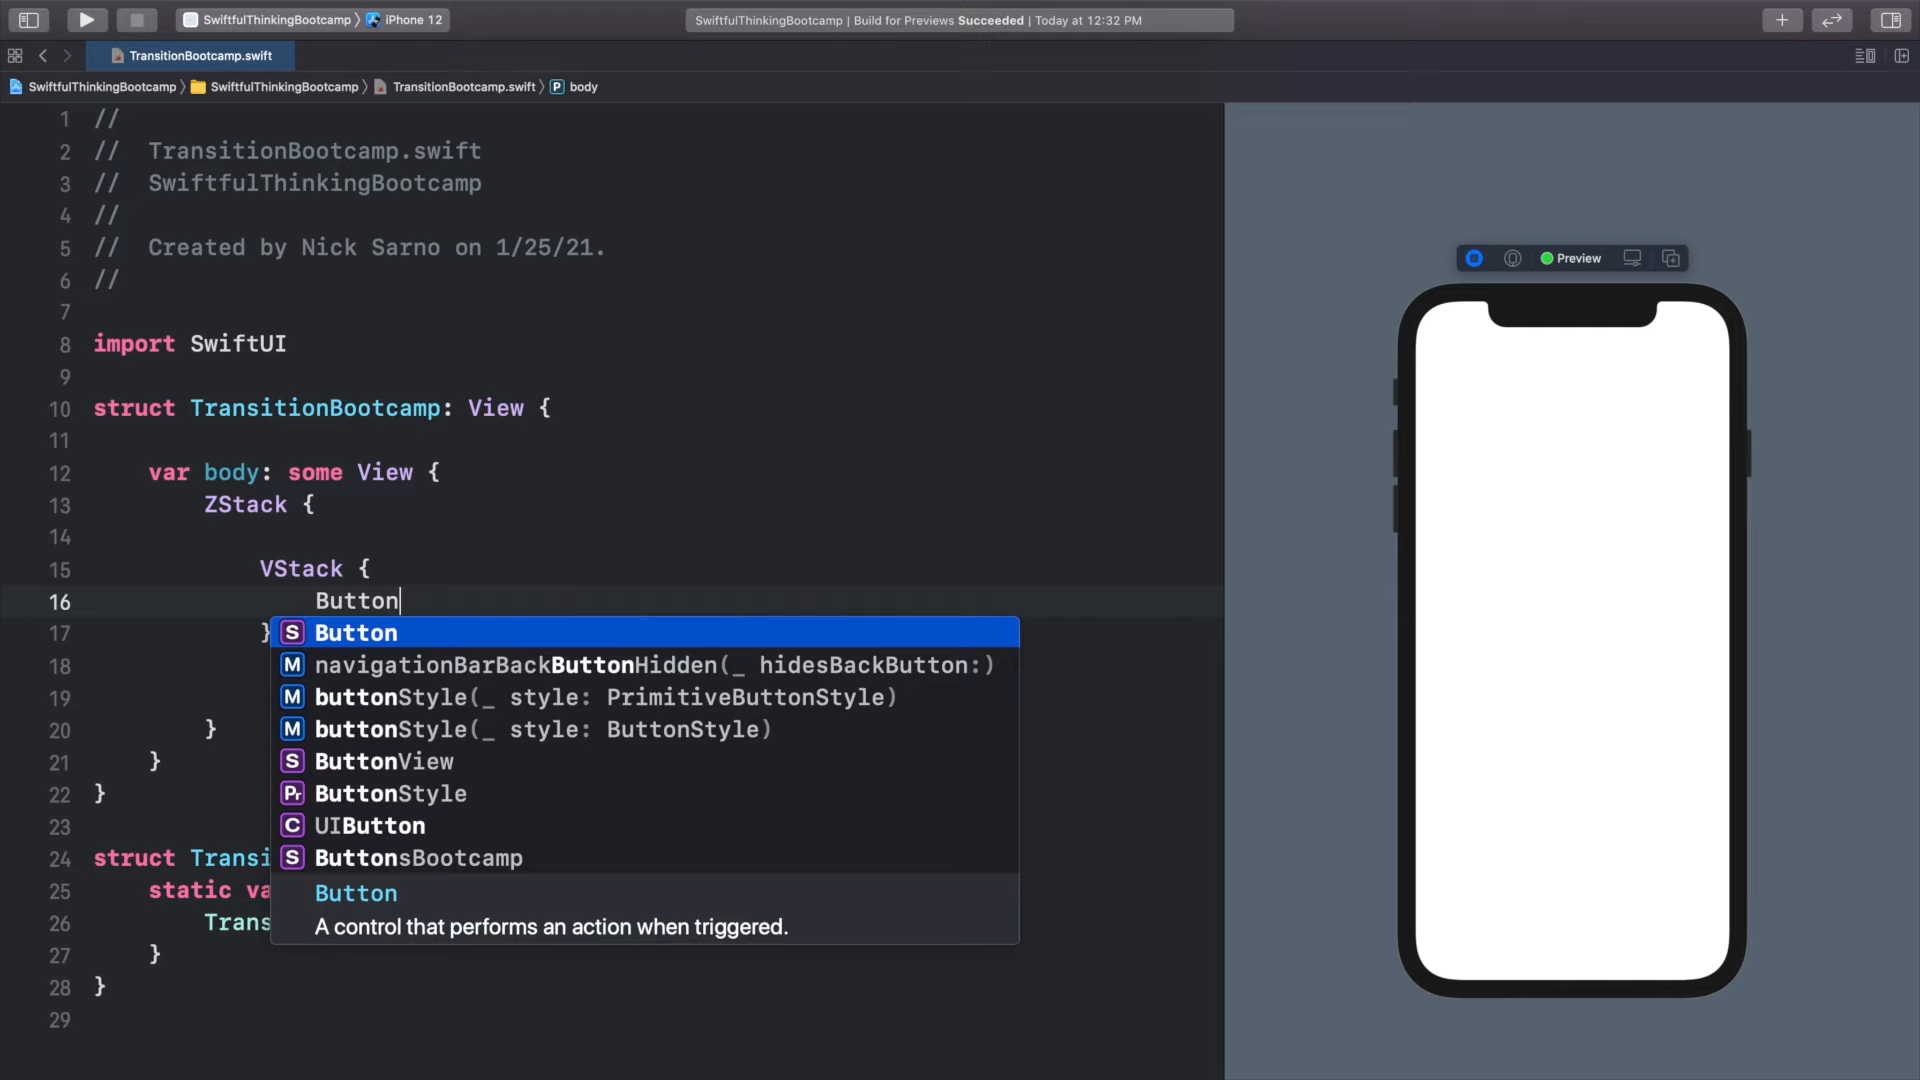 SwiftfulThinkingBootcamp 〉 iPhone 12
SwiftfulThinkingBootcamp | Build for Previews Succeeded | Today at 12:32 PM
TransitionBootcamp.swift
SwiftfulThinkingBootcamp 〉 SwiftfulThinkingBootcamp 〉 TransitionBootcamp.swift 〉 P body
1 //
2 //  TransitionBootcamp.swift
3 //  SwiftfulThinkingBootcamp
4 //
5 //  Created by Nick Sarno on 1/25/21.
6 //
7
8 import SwiftUI
9
10 struct TransitionBootcamp: View {
11
12     var body: some View {
13         ZStack {
14
15             VStack {
16                 Button
17             }
18
19
20         }
21     }
22 }
23
24 struct Transi
25     static va
26         Trans
27     }
28 }
29
S Button
M navigationBarBackButtonHidden(_ hidesBackButton:)
M buttonStyle(_ style: PrimitiveButtonStyle)
M buttonStyle(_ style: ButtonStyle)
S ButtonView
Pr ButtonStyle
C UIButton
S ButtonsBootcamp
Button
A control that performs an action when triggered.
Preview